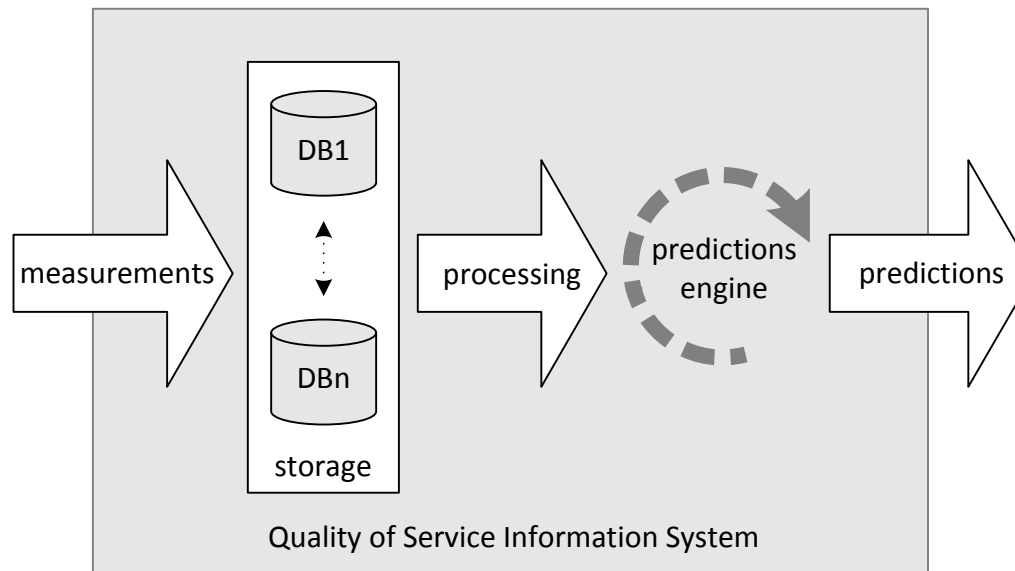 DB1
measurements
DBn
storage
processing
predictions
engine
predictions
Quality of Service Information System